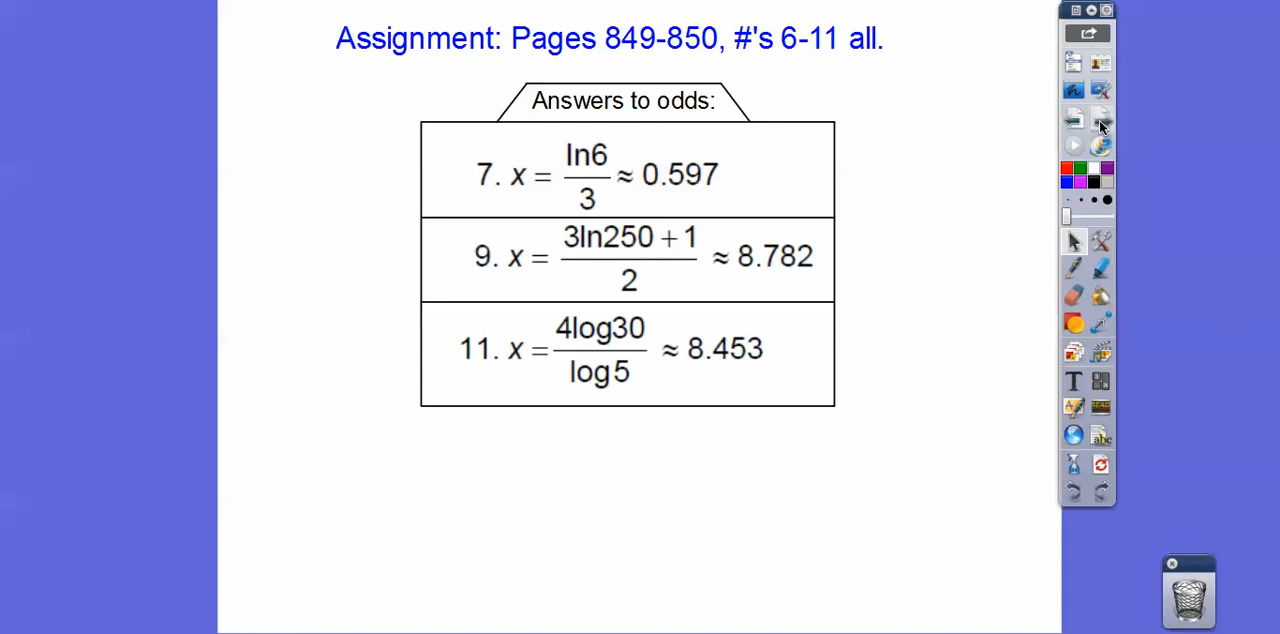 Assignment: Pages 849-850, #'s 6-11 all.
Answers to odds:
7. x = ln6/3 ≈ 0.597
9. x = 3ln250 + 1/2 ≈ 8.782
11. x = 4log30/log5 ≈ 8.453
T
abc